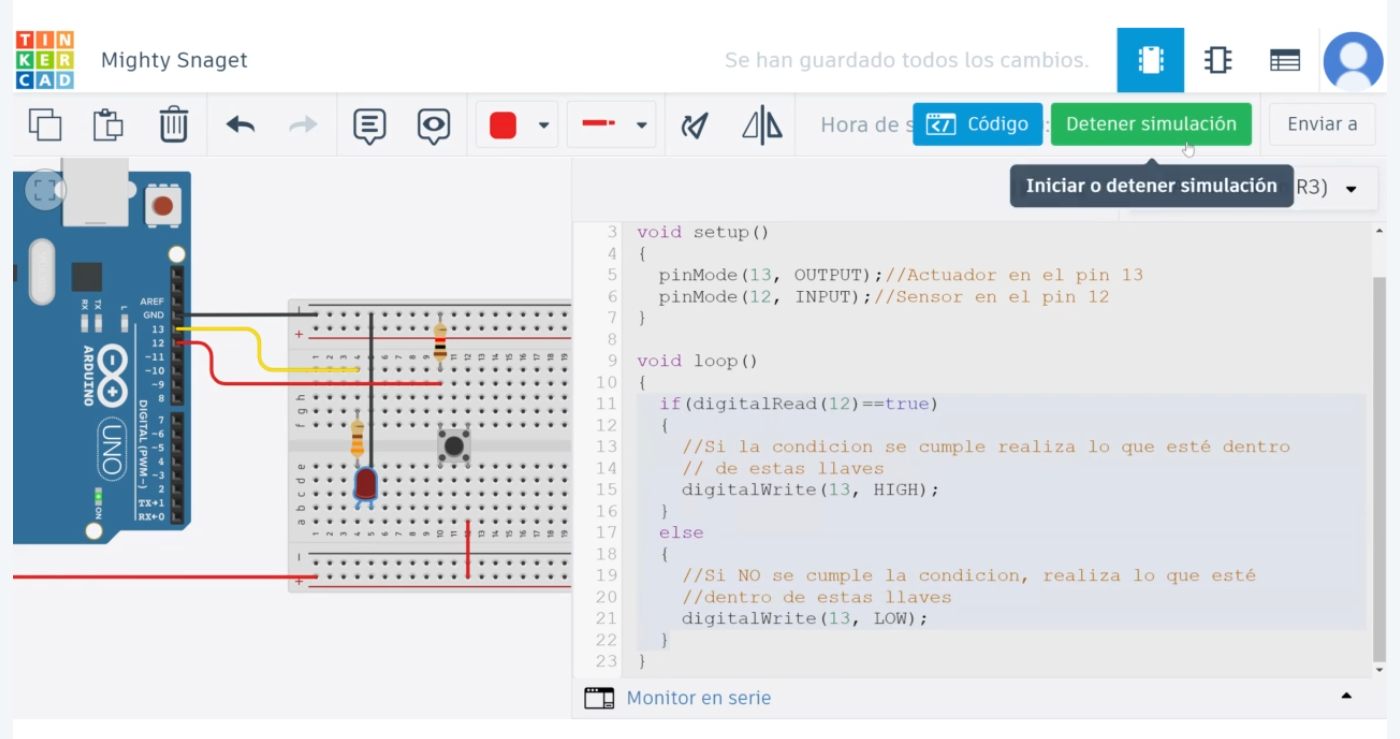 TIN
KER
CAD
Mighty Snaget
Se han guardado todos los cambios.
Hora de s
Código
:
Detener simulación
Enviar a
Iniciar o detener simulación
R3)
AREF
GND
13
12
~11
~10
~9
8
7
~6
~5
4
~3
2
TX→1
RX←0
DIGITAL (PWM~)
RX
TX
L
ARDUINO
UNO
ON
3 void setup()
4 {
5 pinMode(13, OUTPUT);//Actuador en el pin 13
6 pinMode(12, INPUT);//Sensor en el pin 12
7 }
8
9 void loop()
10 {
11 if(digitalRead(12)==true)
12 {
13 //Si la condicion se cumple realiza lo que esté dentro
14 // de estas llaves
15 digitalWrite(13, HIGH);
16 }
17 else
18 {
19 //Si NO se cumple la condicion, realiza lo que esté
20 //dentro de estas llaves
21 digitalWrite(13, LOW);
22 }
23 }
Monitor en serie